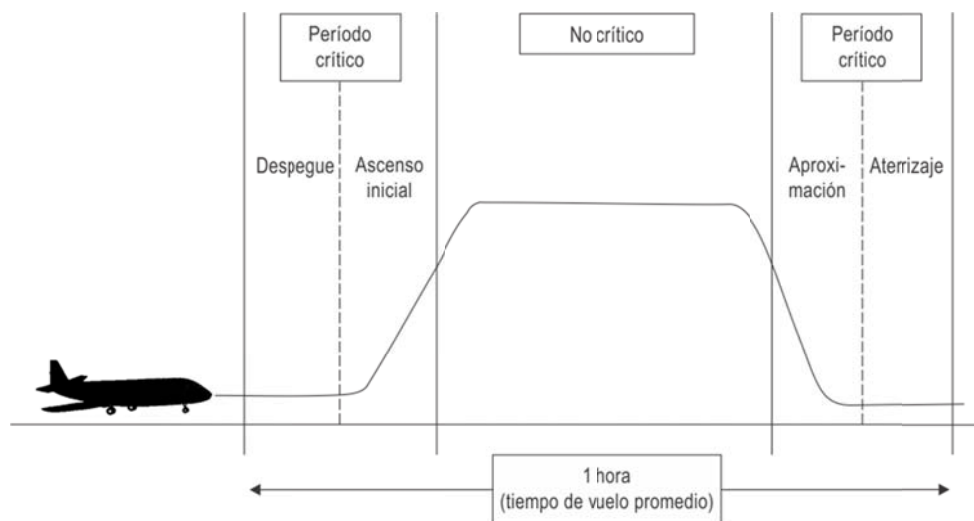 Período
crítico
No crítico
Período
crítico
Despegue
Ascenso
inicial
Aproxi-
mación
Aterrizaje
1 hora
(tiempo de vuelo promedio)